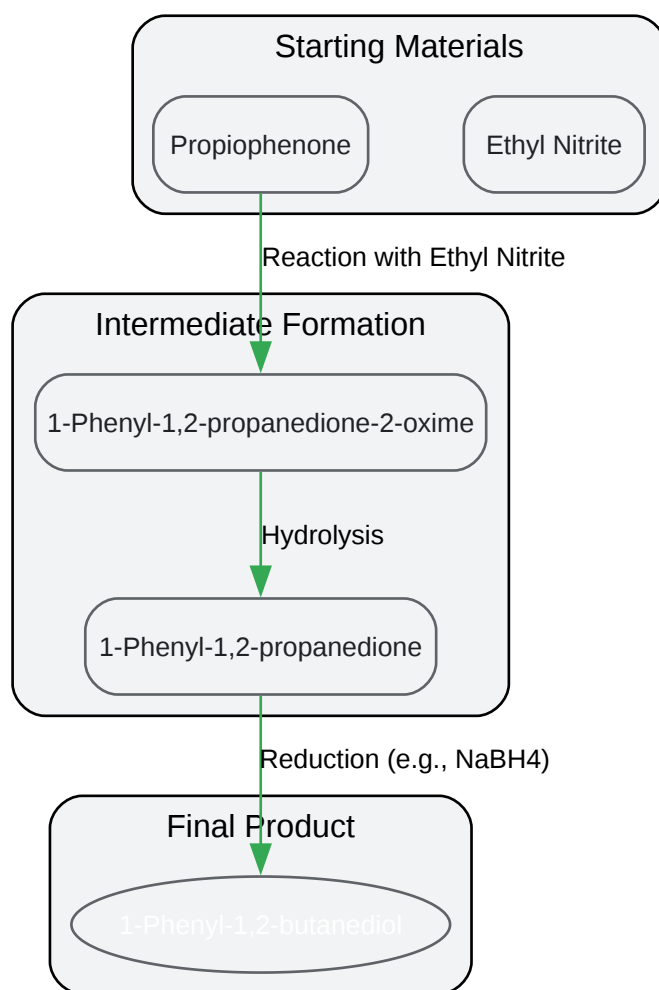 Starting Materials
Propiophenone
Ethyl Nitrite
Reaction with Ethyl Nitrite
Intermediate Formation
1-Phenyl-1,2-propanedione-2-oxime
Hydrolysis
1-Phenyl-1,2-propanedione
Reduction (e.g., NaBH4)
Final Product
1-Phenyl-1,2-butanediol